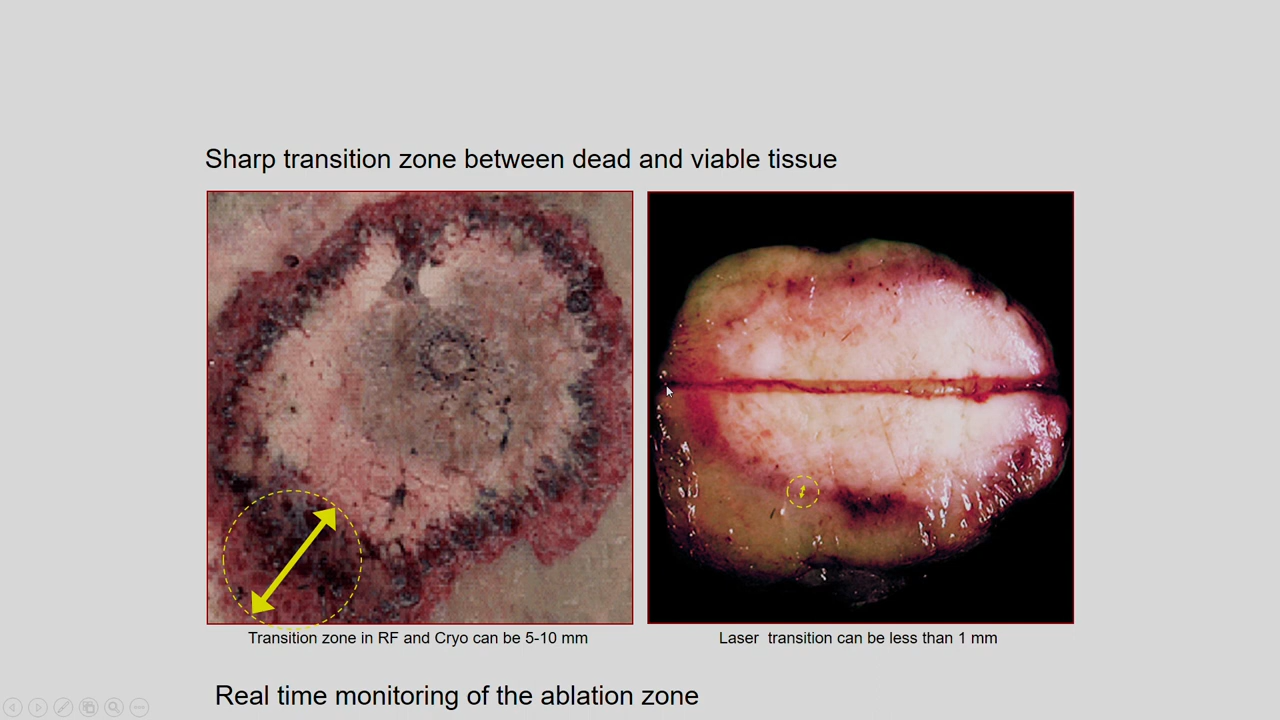 Sharp transition zone between dead and viable tissue
Transition zone in RF and Cryo can be 5-10 mm
Laser transition can be less than 1 mm
Real time monitoring of the ablation zone